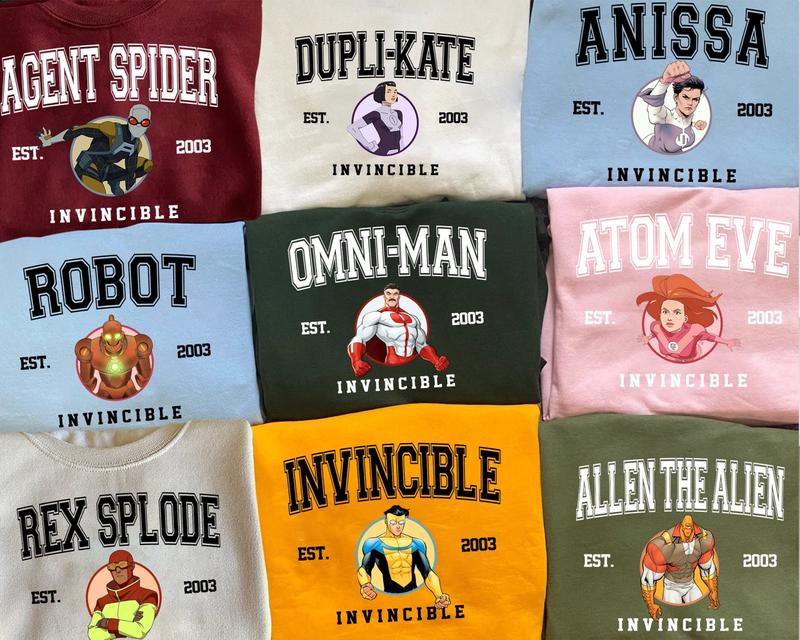 AGENT SPIDER
EST. 2003
INVINCIBLE
DUPLI-KATE
EST. 2003
INVINCIBLE
ANISSA
EST. 2003
INVINCIBLE
ROBOT
EST. 2003
INVINCIBLE
OMNI-MAN
EST. 2003
INVINCIBLE
ATOM EVE
EST. 2003
INVINCIBLE
REX SPLODE
EST. 2003
INVINCIBLE
EST. 2003
INVINCIBLE
ALLEN THE ALIEN
EST. 2003
INVINCIBLE